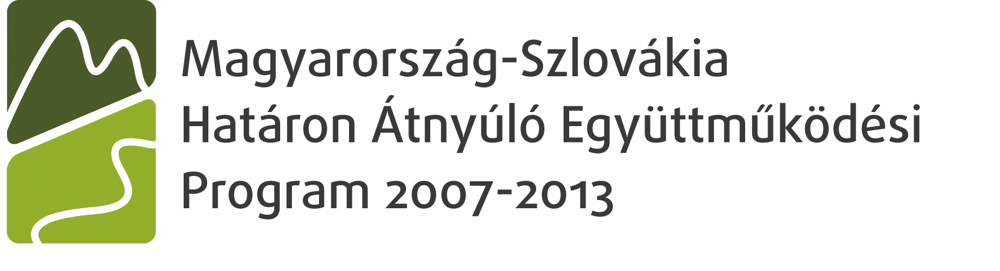 Magyarország-Szlovákia
Határon Átnyúló Együttműködési
Program 2007-2013